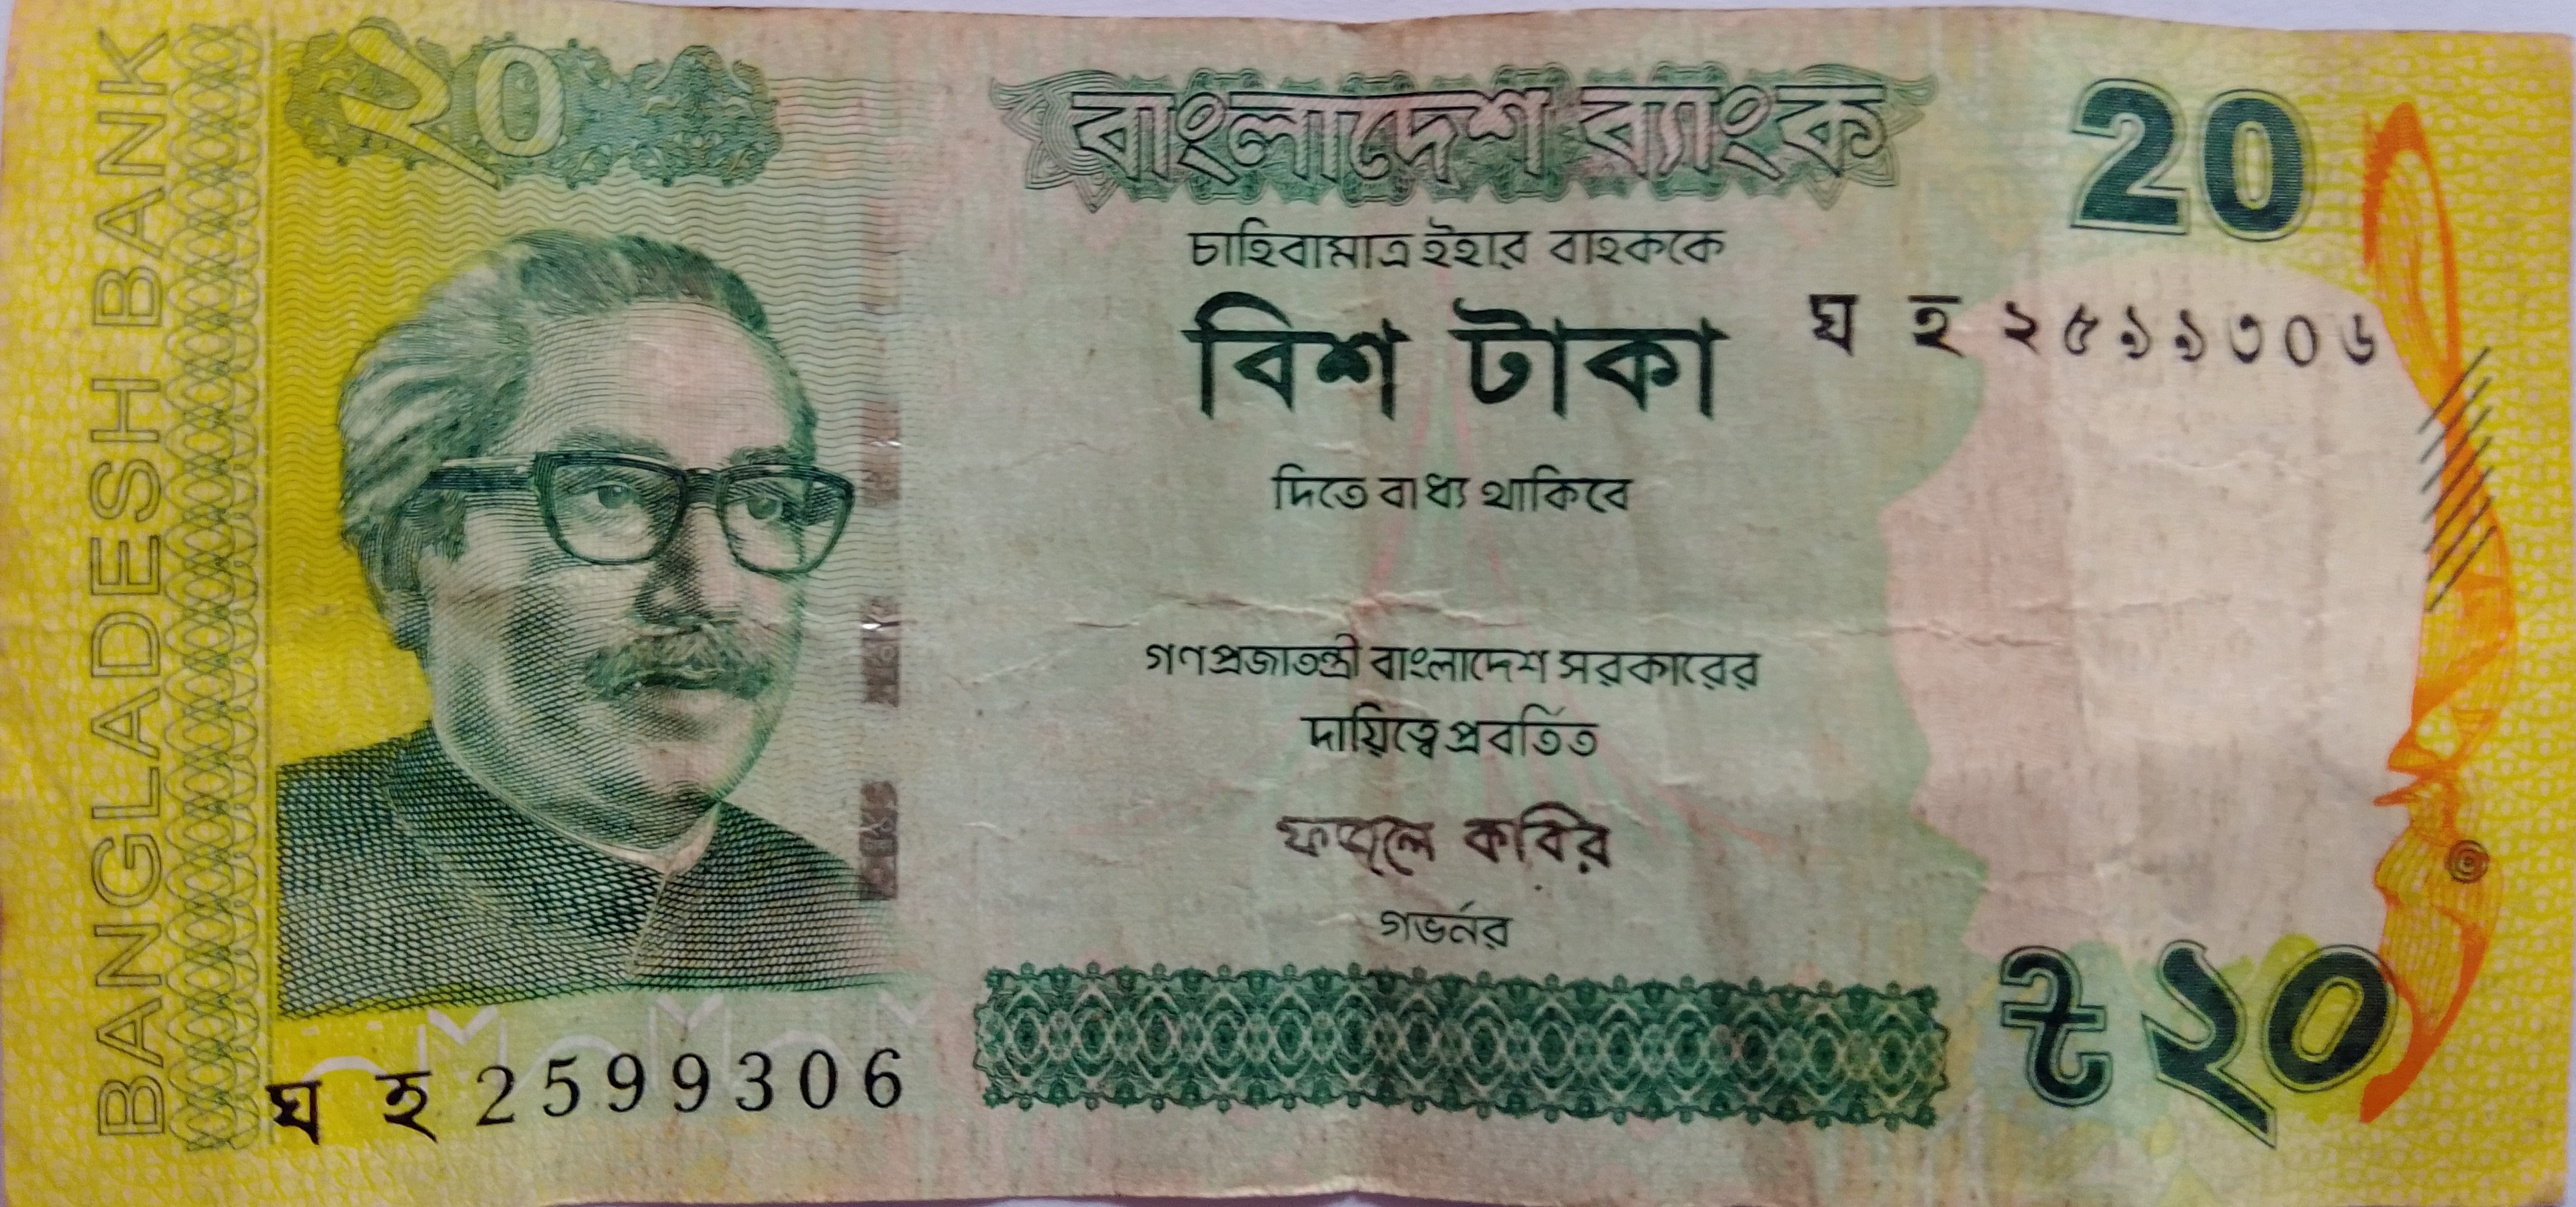 BANGLADESH BANK
২০
বাংলাদেশ ব্যাংক
20
চাহিবামাত্র ইহার বাহককে
বিশ টাকা
ঘ হ ২৫৯৯৩০৬
দিতে বাধ্য থাকিবে
গণপ্রজাতন্ত্রী বাংলাদেশ সরকারের
দায়িত্বে প্রবর্তিত
ফজলে কবির
গভর্নর
ঘ হ 2599306
৳ ২০